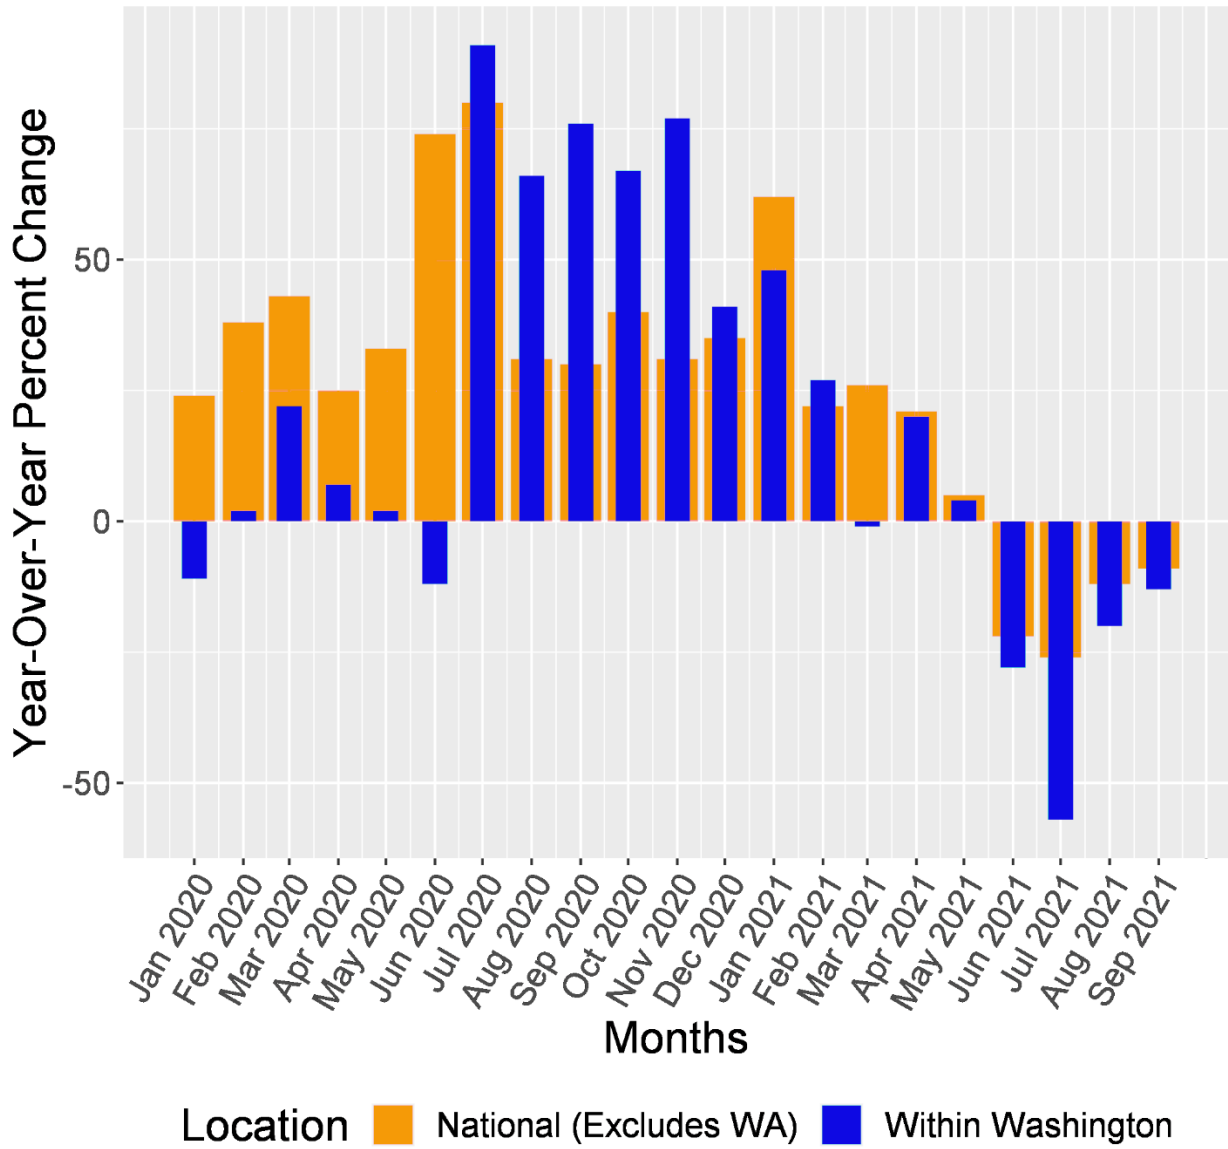 Year-Over-Year Percent Change
50
0
-50
Jan 2020
Feb 2020
Mar 2020
Apr 2020
May 2020
Jun 2020
Jul 2020
Aug 2020
Sep 2020
Oct 2020
Nov 2020
Dec 2020
Jan 2021
Feb 2021
Mar 2021
Apr 2021
May 2021
Jun 2021
Jul 2021
Aug 2021
Sep 2021
Months
Location National (Excludes WA) Within Washington